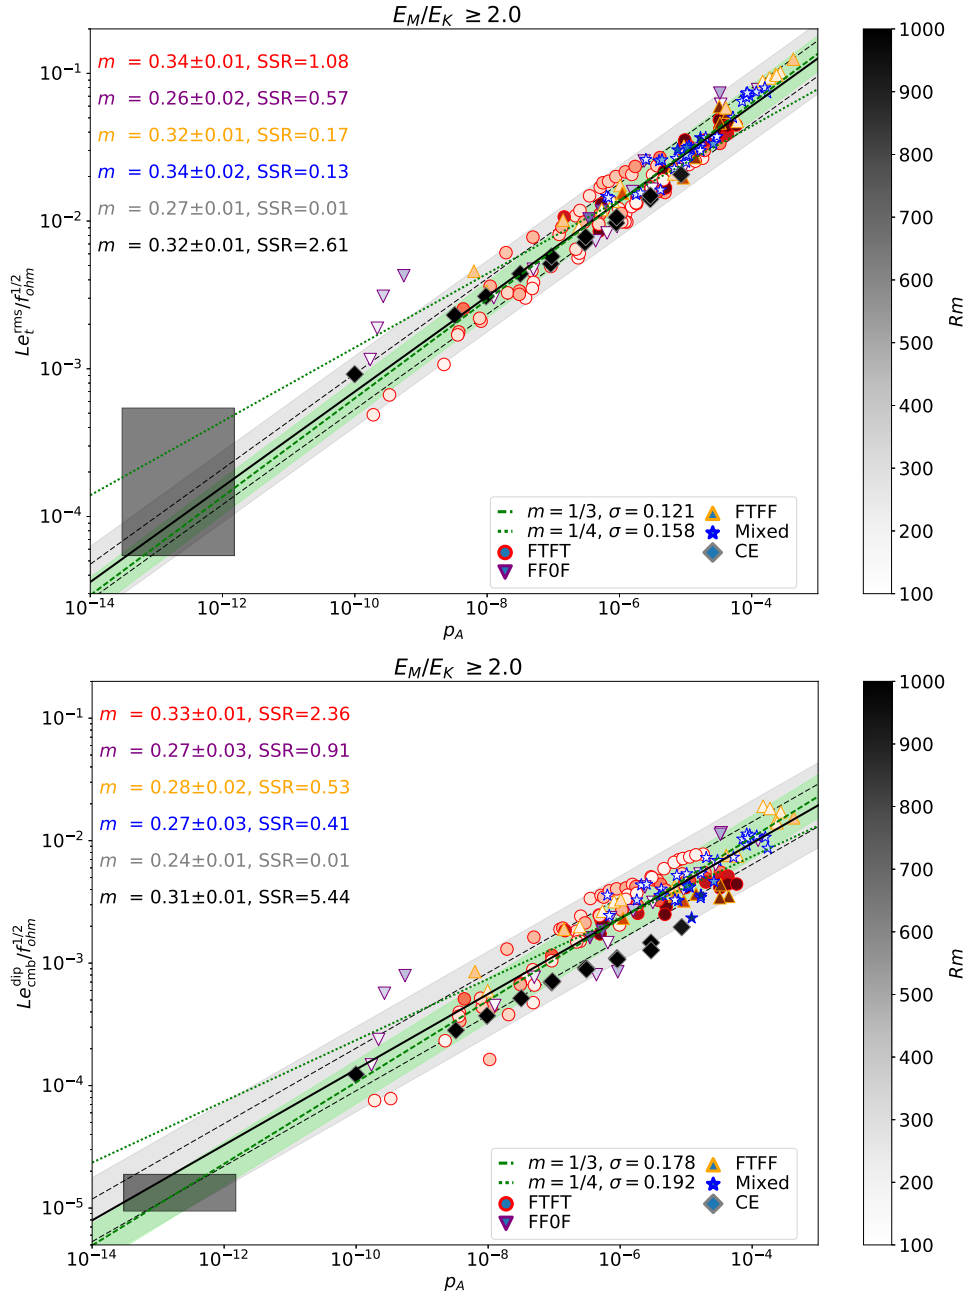 E_M/E_K ≥ 2.0
m = 0.34±0.01, SSR=1.08
m = 0.26±0.02, SSR=0.57
m = 0.32±0.01, SSR=0.17
m = 0.34±0.02, SSR=0.13
m = 0.27±0.01, SSR=0.01
m = 0.32±0.01, SSR=2.61
10⁻¹
10⁻²
10⁻³
10⁻⁴
Le_t^rms/f_ohm^1/2
m = 1/3, σ = 0.121
m = 1/4, σ = 0.158
FTFT
FF0F
FTFF
Mixed
CE
10⁻¹⁴ 10⁻¹² 10⁻¹⁰ 10⁻⁸ 10⁻⁶ 10⁻⁴
p_A
1000
900
800
700
600
500
400
300
200
100
Rm
E_M/E_K ≥ 2.0
m = 0.33±0.01, SSR=2.36
m = 0.27±0.03, SSR=0.91
m = 0.28±0.02, SSR=0.53
m = 0.27±0.03, SSR=0.41
m = 0.24±0.01, SSR=0.01
m = 0.31±0.01, SSR=5.44
10⁻¹
10⁻²
10⁻³
10⁻⁴
10⁻⁵
Le_cmb^dip/f_ohm^1/2
m = 1/3, σ = 0.178
m = 1/4, σ = 0.192
FTFT
FF0F
FTFF
Mixed
CE
10⁻¹⁴ 10⁻¹² 10⁻¹⁰ 10⁻⁸ 10⁻⁶ 10⁻⁴
p_A
1000
900
800
700
600
500
400
300
200
100
Rm